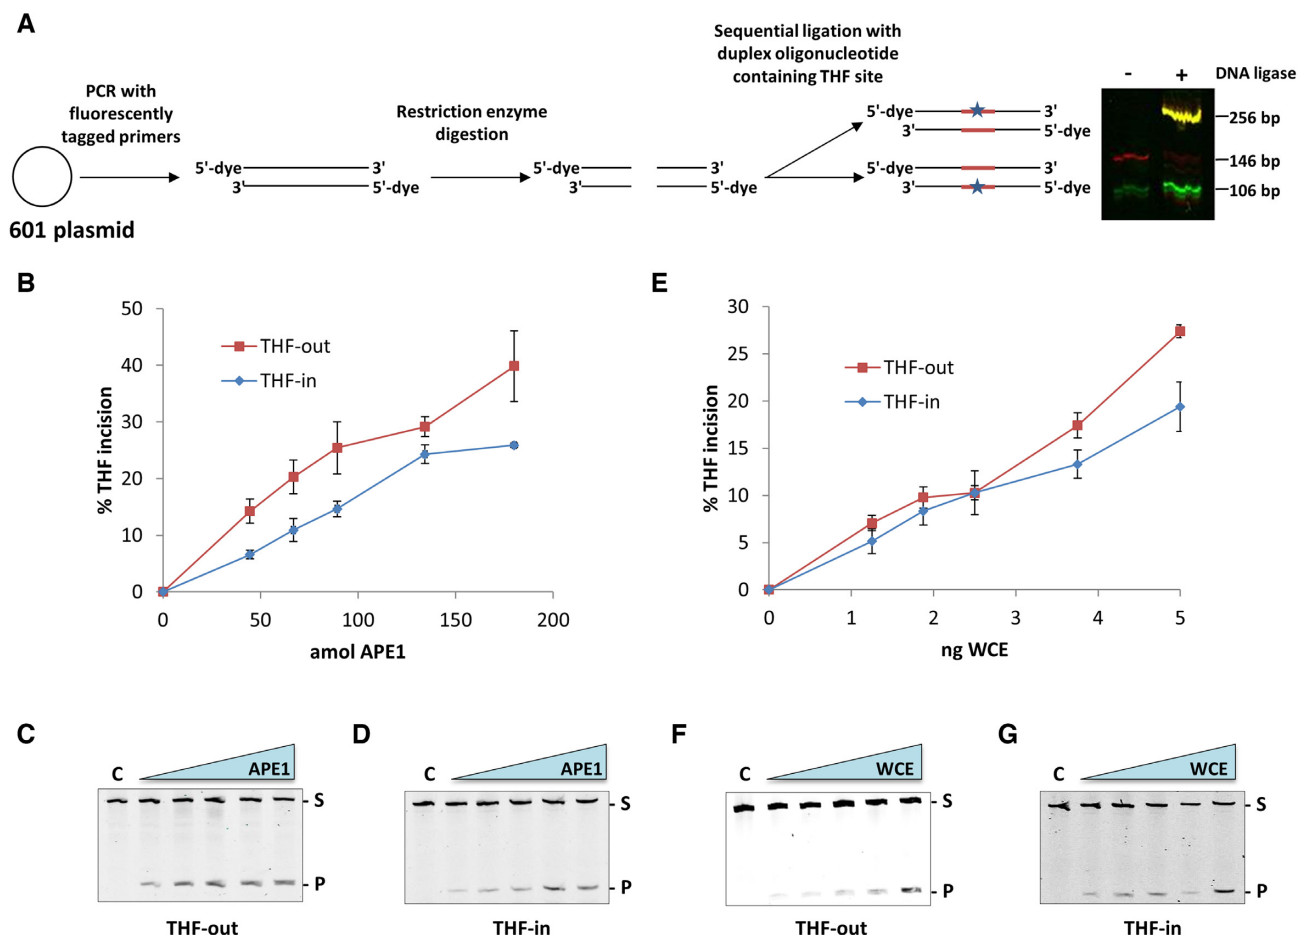 A
PCR with
fluorescently
tagged primers
601 plasmid
5'-dye
3'
3'
5'-dye
Restriction enzyme
digestion
5'-dye
3'
3'
5'-dye
Sequential ligation with
duplex oligonucleotide
containing THF site
5'-dye
3'
3'
5'-dye
5'-dye
3'
3'
5'-dye
- + DNA ligase
256 bp
146 bp
106 bp
B
50
40
30
20
10
0
% THF incision
THF-out
THF-in
0 50 100 150 200
amol APE1
E
30
25
20
15
10
5
0
% THF incision
THF-out
THF-in
0 1 2 3 4 5
ng WCE
C
C APE1
- S
- P
THF-out
D
C APE1
- S
- P
THF-in
F
C WCE
- S
- P
THF-out
G
C WCE
- S
- P
THF-in